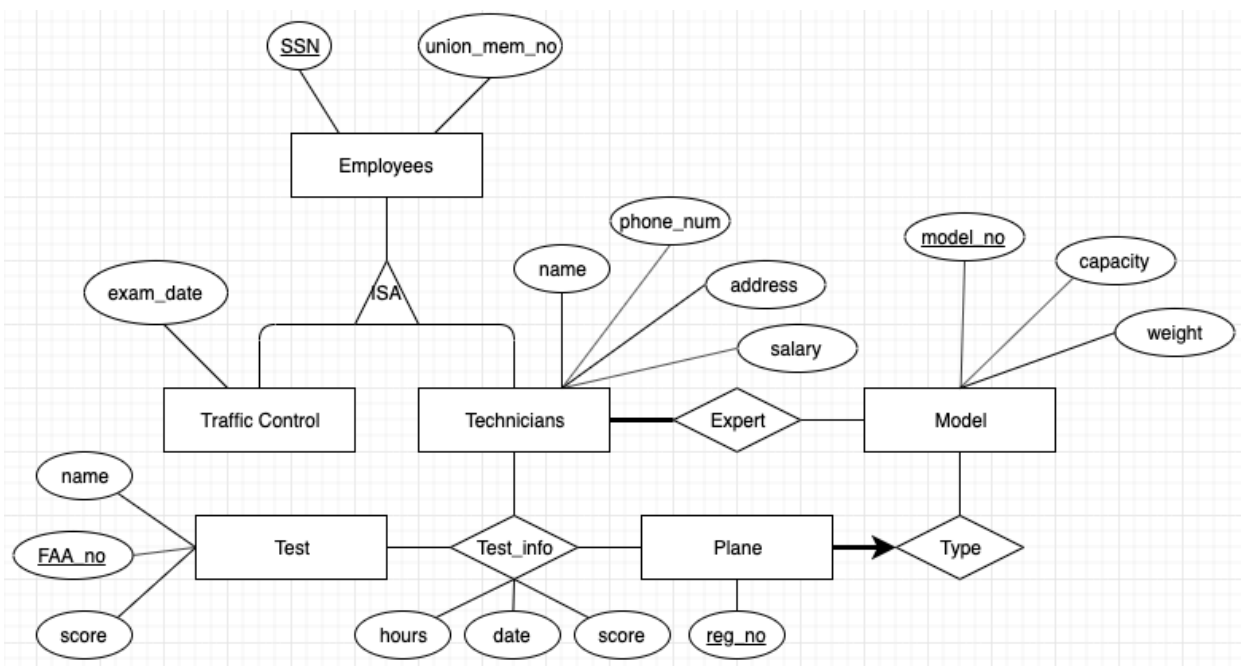 SSN
union_mem_no
Employees
phone_num
model_no
name
capacity
exam_date
ISA
address
weight
salary
Traffic Control
Technicians
Expert
Model
name
Test
Test_info
Plane
Type
FAA_no
score
hours
date
score
reg_no